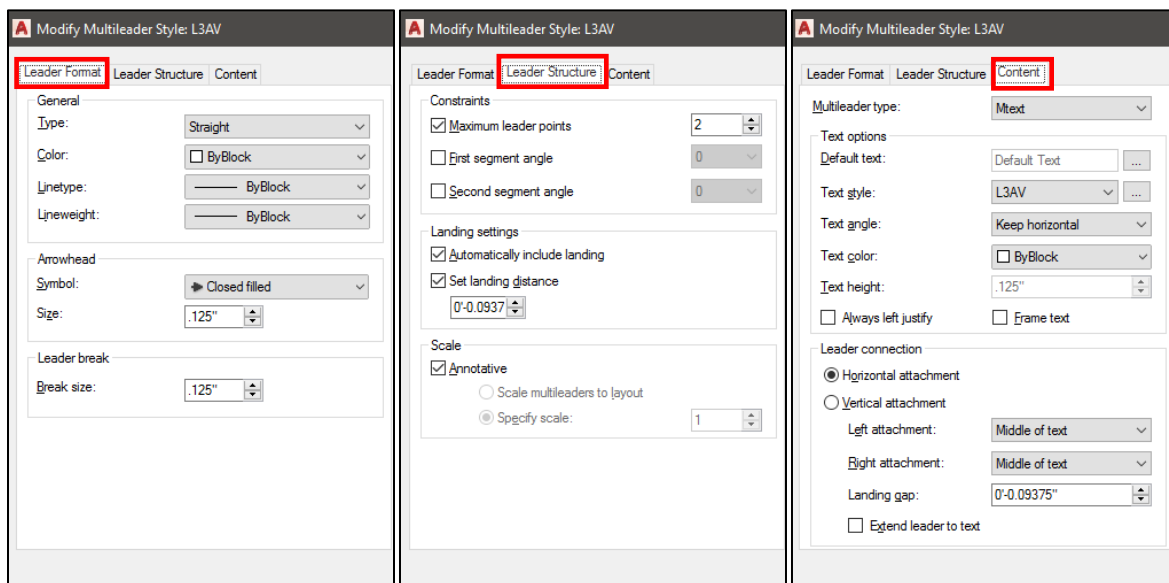 Modify Multileader Style: L3AV
Leader Format Leader Structure Content
General
Type: Straight
Color: ByBlock
Linetype: ByBlock
Lineweight: ByBlock
Arrowhead
Symbol: Closed filled
Size: .125"
Leader break
Break size: .125"
Modify Multileader Style: L3AV
Leader Format Leader Structure Content
Constraints
Maximum leader points 2
First segment angle 0
Second segment angle 0
Landing settings
Automatically include landing
Set landing distance
0'-0.0937
Scale
Annotative
Scale multileaders to layout
Specify scale: 1
Modify Multileader Style: L3AV
Leader Format Leader Structure Content
Multileader type: Mtext
Text options
Default text: Default Text ...
Text style: L3AV ...
Text angle: Keep horizontal
Text color: ByBlock
Text height: .125"
Always left justify Frame text
Leader connection
Horizontal attachment
Vertical attachment
Left attachment: Middle of text
Right attachment: Middle of text
Landing gap: 0'-0.09375"
Extend leader to text